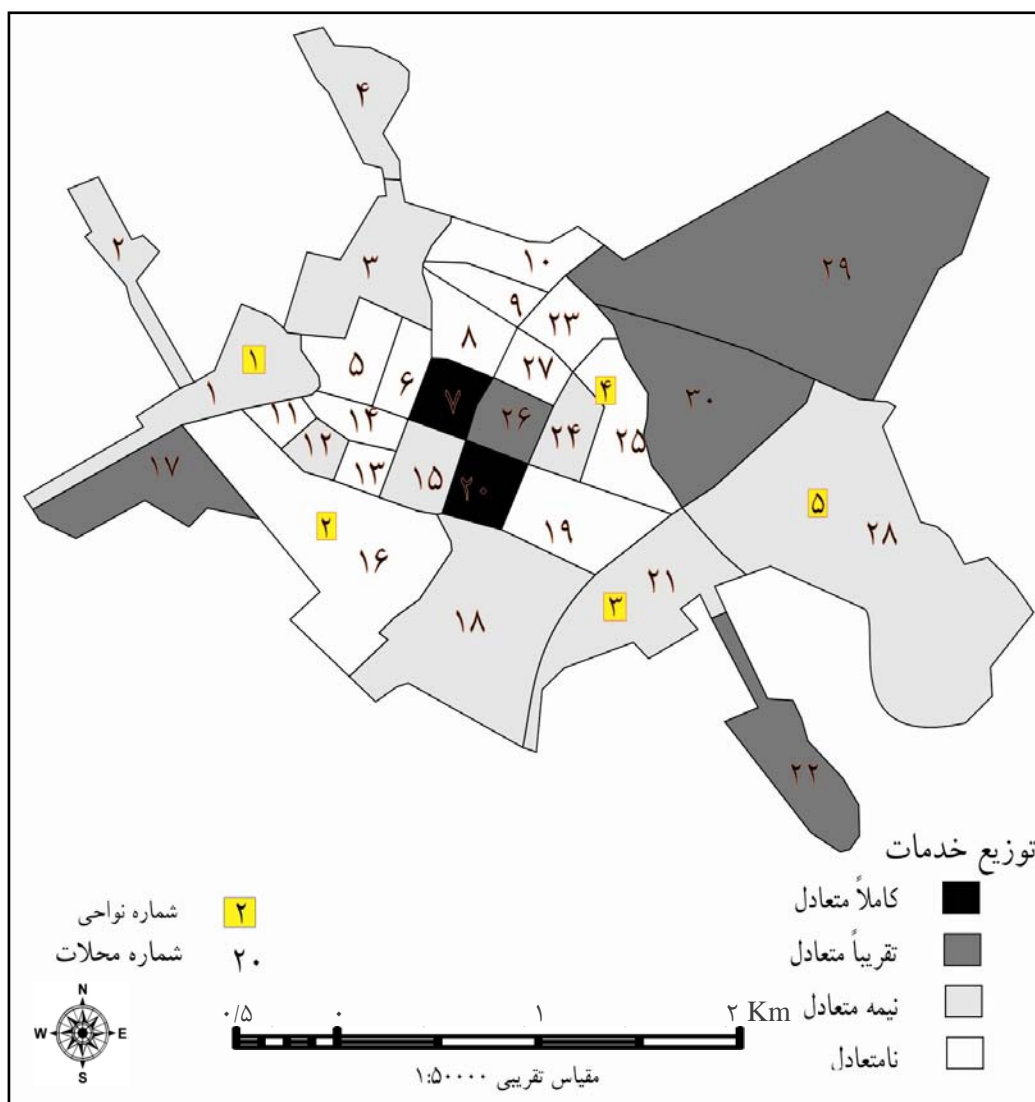 ۴
۲
۱۰
۳
۲۹
۹
۲۳
۸
۱
۵
۲۷
۱
۶
۷
۴
۳۰
۱۱
۱۴
۲۶
۲۴
۲۵
۱۷
۱۲
۱۳
۱۵
۲۰
۵
۲
۱۹
۲۸
۱۶
۲۱
۳
۱۸
۲۲
توزیع خدمات
کاملاً متعادل
تقریباً متعادل
نیمه متعادل
نامتعادل
۲ شماره نواحی
۲۰ شماره محلات
N
W E
S
۰/۵ ۰ ۱ ۲ Km
مقیاس تقریبی ۱:۵۰۰۰۰